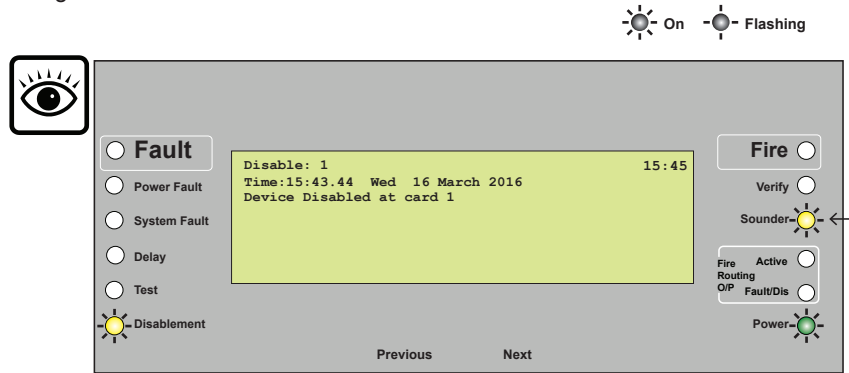 On
Flashing
Fault
Power Fault
System Fault
Delay
Test
Disablement
Disable: 1 15:45
Time:15:43.44 Wed 16 March 2016
Device Disabled at card 1
Previous Next
Fire
Verify
Sounder
Fire
Routing
O/P
Active
Fault/Dis
Power